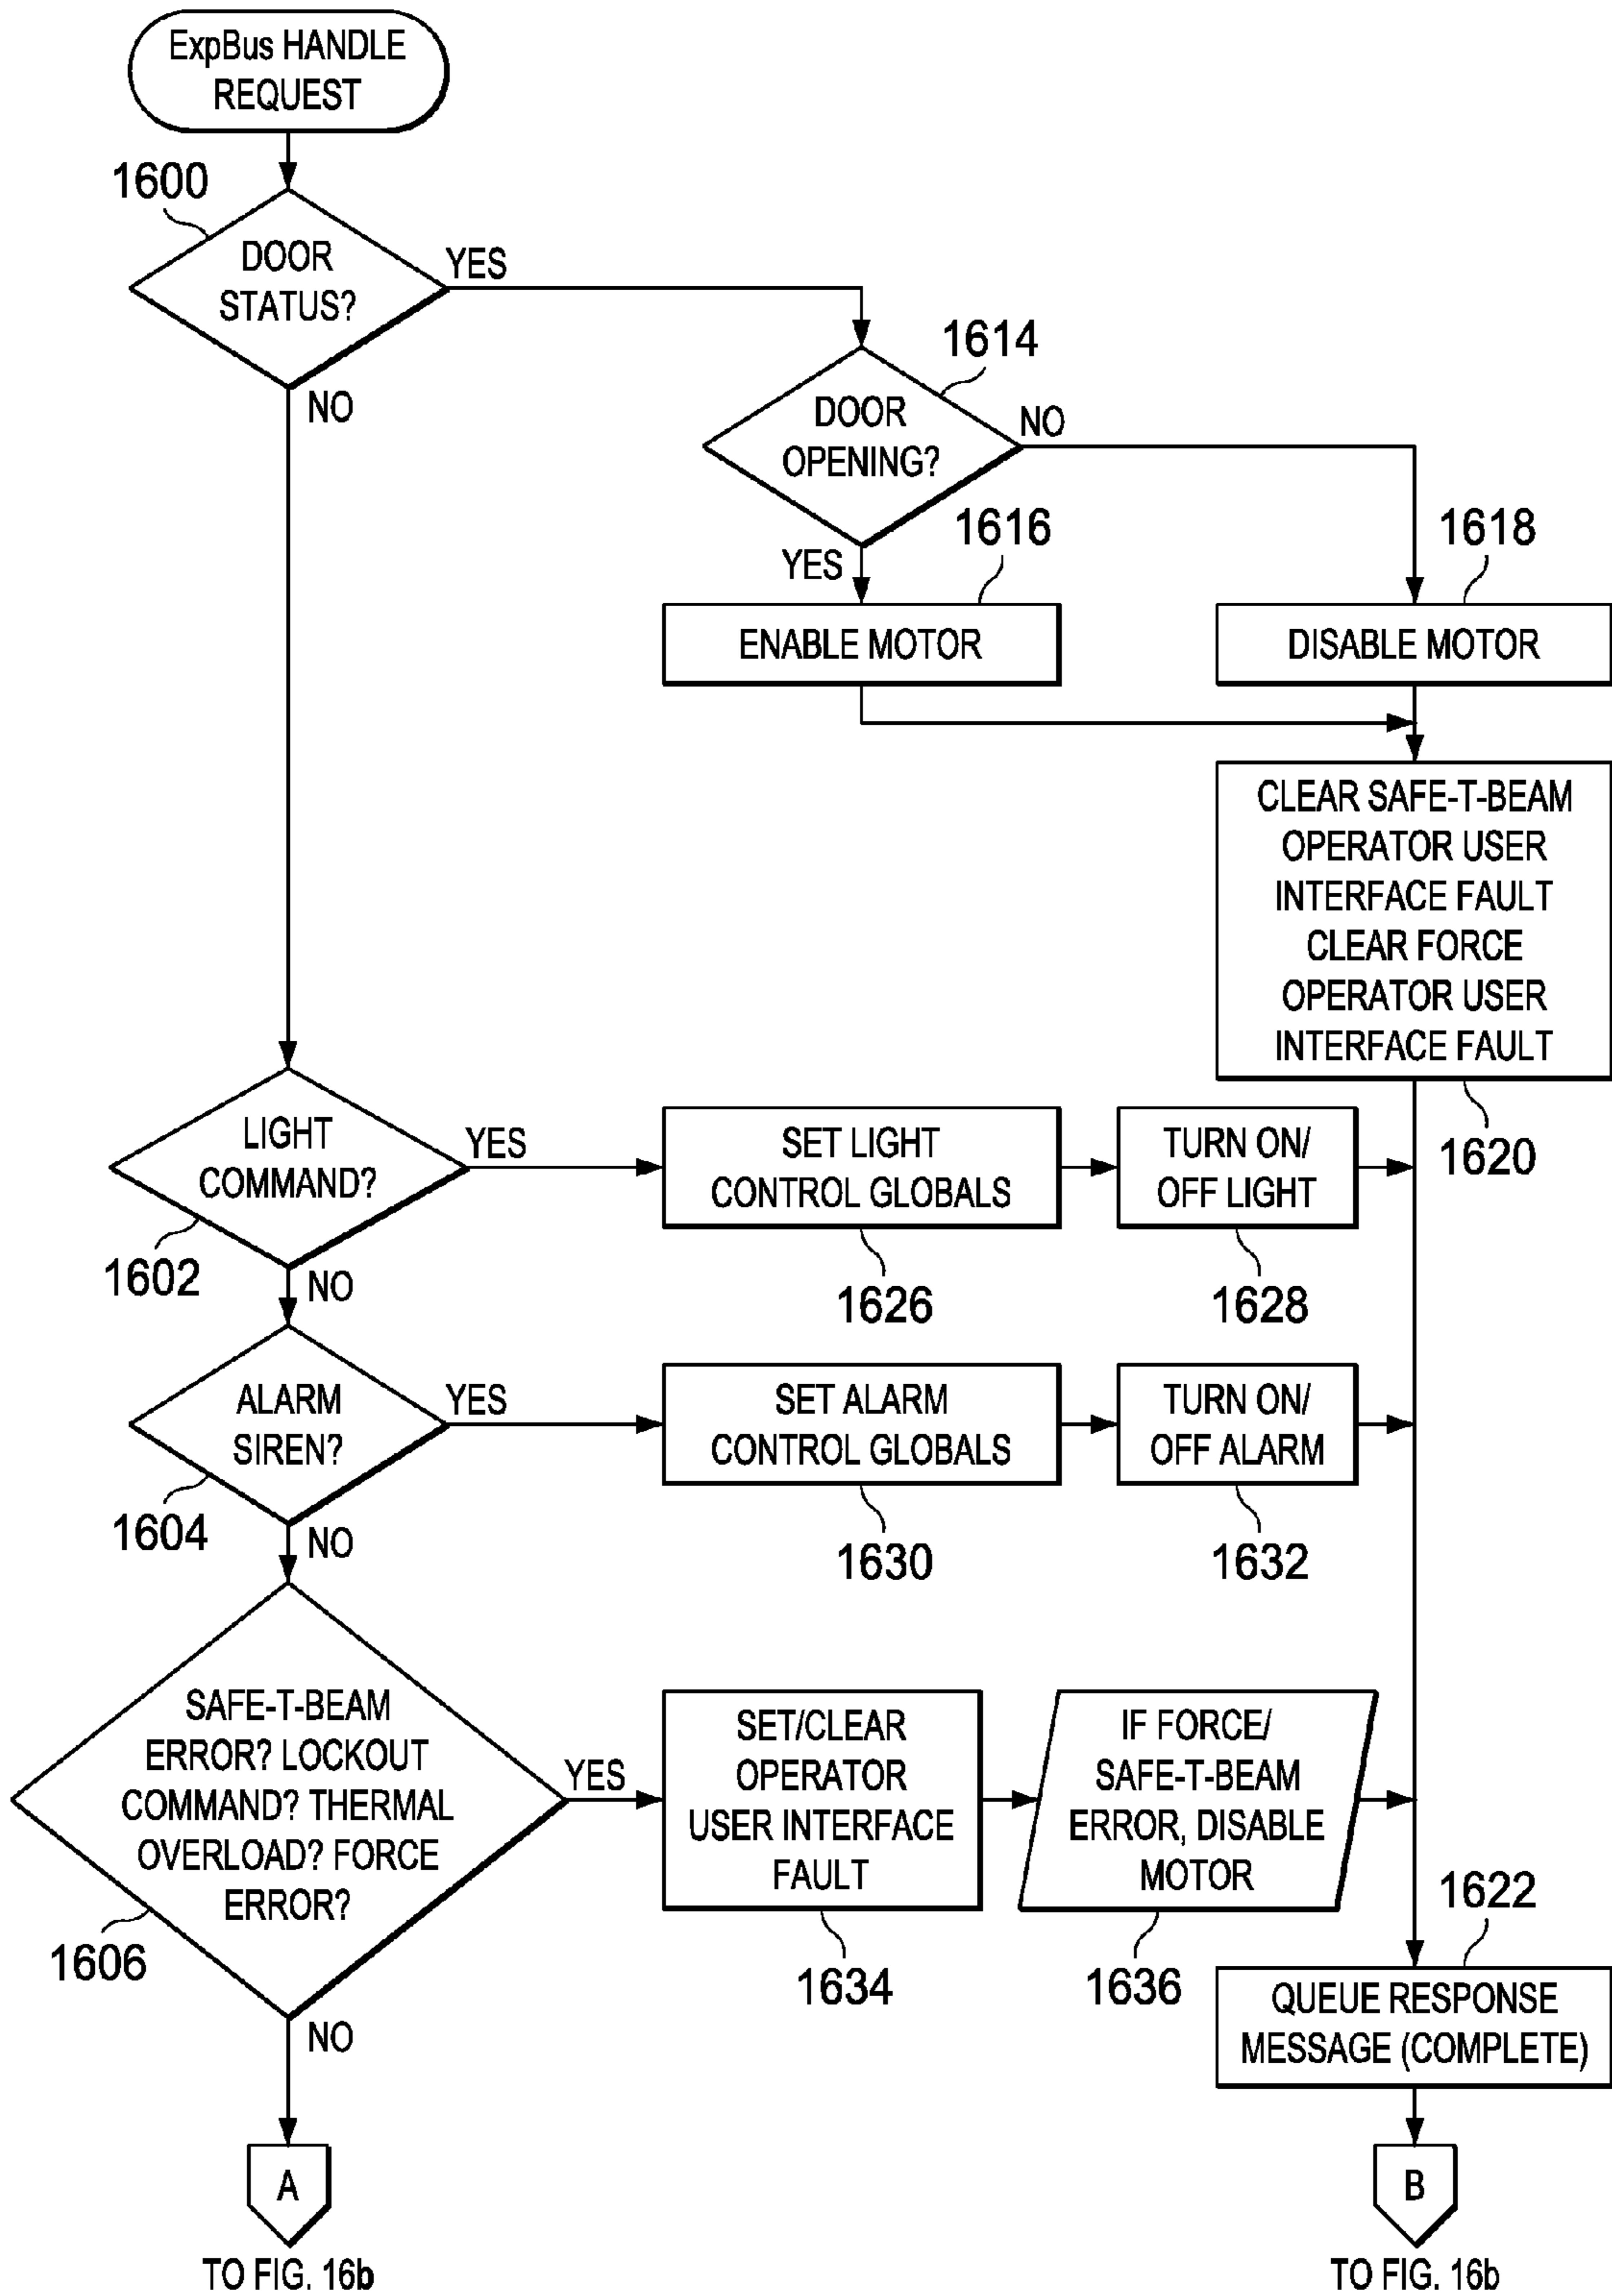 ExpBus HANDLE
REQUEST
1600
DOOR
STATUS?
YES
NO
1614
DOOR
OPENING?
NO
YES
1616
1618
ENABLE MOTOR
DISABLE MOTOR
CLEAR SAFE-T-BEAM
OPERATOR USER
INTERFACE FAULT
CLEAR FORCE
OPERATOR USER
INTERFACE FAULT
1620
LIGHT
COMMAND?
YES
1602
NO
SET LIGHT
CONTROL GLOBALS
1626
TURN ON/
OFF LIGHT
1628
ALARM
SIREN?
YES
1604
NO
SET ALARM
CONTROL GLOBALS
1630
TURN ON/
OFF ALARM
1632
SAFE-T-BEAM
ERROR? LOCKOUT
COMMAND? THERMAL
OVERLOAD? FORCE
ERROR?
YES
1606
NO
SET/CLEAR
OPERATOR
USER INTERFACE
FAULT
1634
IF FORCE/
SAFE-T-BEAM
ERROR, DISABLE
MOTOR
1636
1622
QUEUE RESPONSE
MESSAGE (COMPLETE)
A
TO FIG. 16b
B
TO FIG. 16b